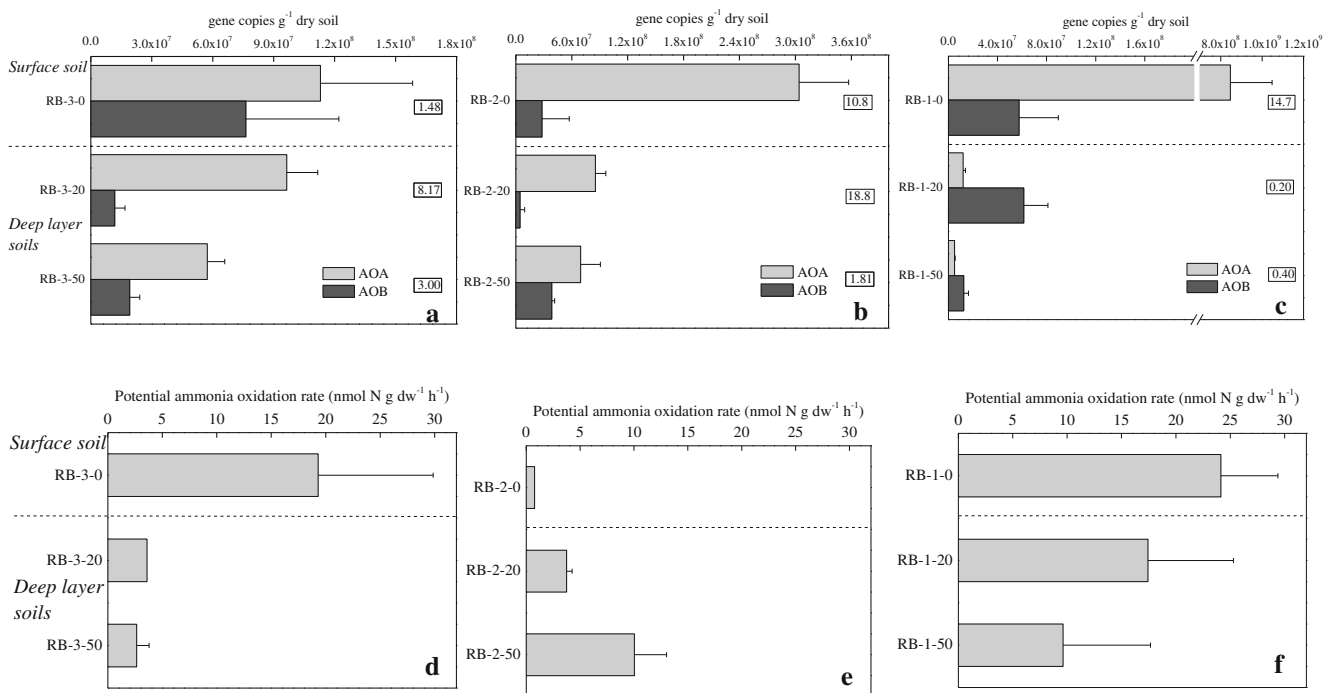 gene copies g⁻¹ dry soil
0.0 3.0x10⁷ 6.0x10⁷ 9.0x10⁷ 1.2x10⁸ 1.5x10⁸ 1.8x10⁸
Surface soil
RB-3-0
1.48
RB-3-20
8.17
Deep layer
soils
RB-3-50
3.00
AOA
AOB
a
gene copies g⁻¹ dry soil
0.0 6.0x10⁷ 1.2x10⁸ 1.8x10⁸ 2.4x10⁸ 3.0x10⁸ 3.6x10⁸
RB-2-0
10.8
RB-2-20
18.8
RB-2-50
1.81
AOA
AOB
b
gene copies g⁻¹ dry soil
0.0 4.0x10⁷ 8.0x10⁷ 1.2x10⁸ 1.6x10⁸ 8.0x10⁸ 1.0x10⁹ 1.2x10⁹
RB-1-0
14.7
RB-1-20
0.20
RB-1-50
0.40
AOA
AOB
c
Potential ammonia oxidation rate (nmol N g dw⁻¹ h⁻¹)
0 5 10 15 20 25 30
Surface soil
RB-3-0
RB-3-20
Deep layer
soils
RB-3-50
d
Potential ammonia oxidation rate (nmol N g dw⁻¹ h⁻¹)
0 5 10 15 20 25 30
RB-2-0
RB-2-20
RB-2-50
e
Potential ammonia oxidation rate (nmol N g dw⁻¹ h⁻¹)
0 5 10 15 20 25 30
RB-1-0
RB-1-20
RB-1-50
f